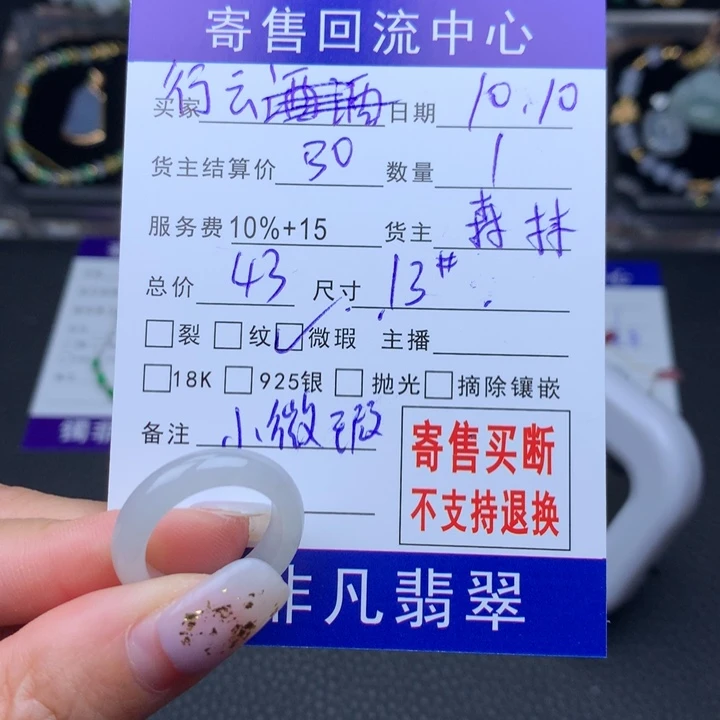 寄售回流中心
买家 行云 日期 10.10
货主结算价 30 数量 1
服务费 10%+15 货主
总价 43 尺寸 13#
裂 纹 微瑕 主播
18K 925银 抛光 摘除镶嵌
备注 小微瑕
寄售买断
不支持退换
非凡翡翠